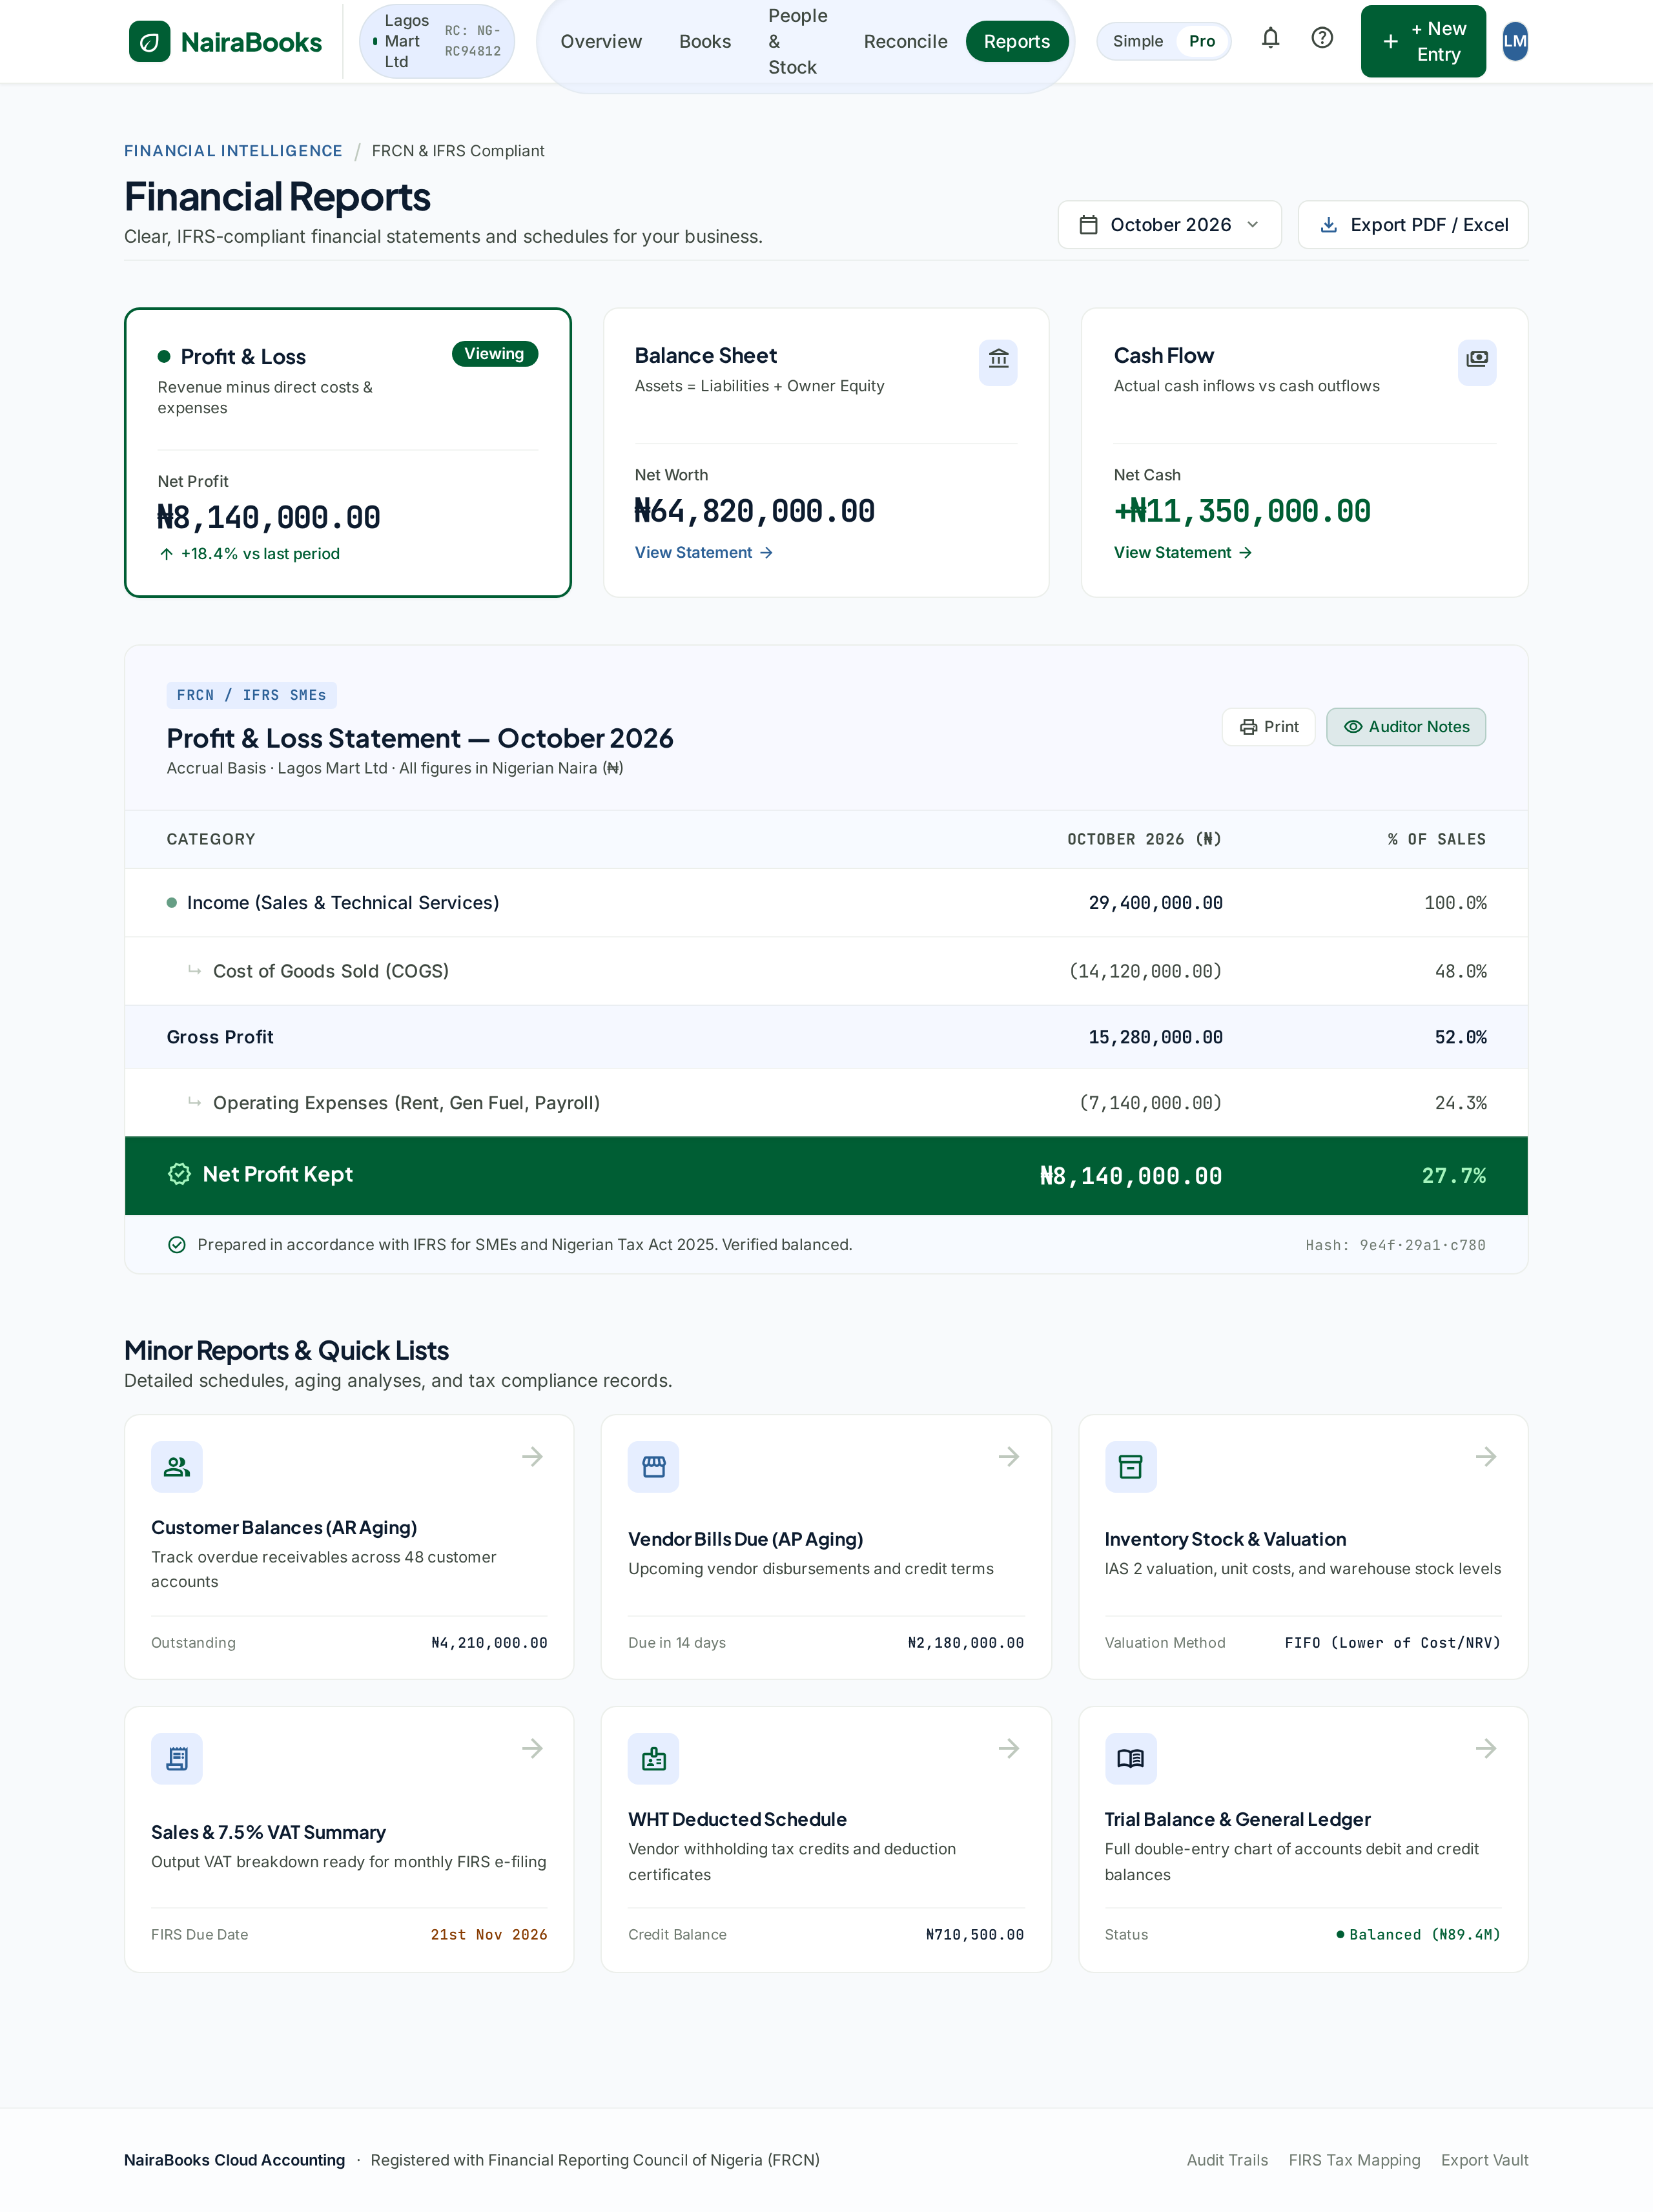 NairaBooks
Lagos Mart Ltd
RC: NG-RC94812
Overview
Books
People & Stock
Reconcile
Reports
Simple
Pro
+ New Entry
LM
FINANCIAL INTELLIGENCE / FRCN & IFRS Compliant
Financial Reports
Clear, IFRS-compliant financial statements and schedules for your business.
October 2026
Export PDF / Excel
Profit & Loss
Viewing
Revenue minus direct costs &
expenses
Net Profit
₦8,140,000.00
+18.4% vs last period
Balance Sheet
Assets = Liabilities + Owner Equity
Net Worth
₦64,820,000.00
View Statement →
Cash Flow
Actual cash inflows vs cash outflows
Net Cash
+₦11,350,000.00
View Statement →
FRCN / IFRS SMEs
Profit & Loss Statement — October 2026
Accrual Basis · Lagos Mart Ltd · All figures in Nigerian Naira (₦)
Print
Auditor Notes
CATEGORY OCTOBER 2026 (₦) % OF SALES
Income (Sales & Technical Services) 29,400,000.00 100.0%
Cost of Goods Sold (COGS) (14,120,000.00) 48.0%
Gross Profit 15,280,000.00 52.0%
Operating Expenses (Rent, Gen Fuel, Payroll) (7,140,000.00) 24.3%
Net Profit Kept ₦8,140,000.00 27.7%
Prepared in accordance with IFRS for SMEs and Nigerian Tax Act 2025. Verified balanced.
Hash: 9e4f·29a1·c780
Minor Reports & Quick Lists
Detailed schedules, aging analyses, and tax compliance records.
Customer Balances (AR Aging)
Track overdue receivables across 48 customer
accounts
Outstanding ₦4,210,000.00
Vendor Bills Due (AP Aging)
Upcoming vendor disbursements and credit terms
Due in 14 days ₦2,180,000.00
Inventory Stock & Valuation
IAS 2 valuation, unit costs, and warehouse stock levels
Valuation Method FIFO (Lower of Cost/NRV)
Sales & 7.5% VAT Summary
Output VAT breakdown ready for monthly FIRS e-filing
FIRS Due Date 21st Nov 2026
WHT Deducted Schedule
Vendor withholding tax credits and deduction
certificates
Credit Balance ₦710,500.00
Trial Balance & General Ledger
Full double-entry chart of accounts debit and credit
balances
Status Balanced (₦89.4M)
NairaBooks Cloud Accounting · Registered with Financial Reporting Council of Nigeria (FRCN)
Audit Trails
FIRS Tax Mapping
Export Vault